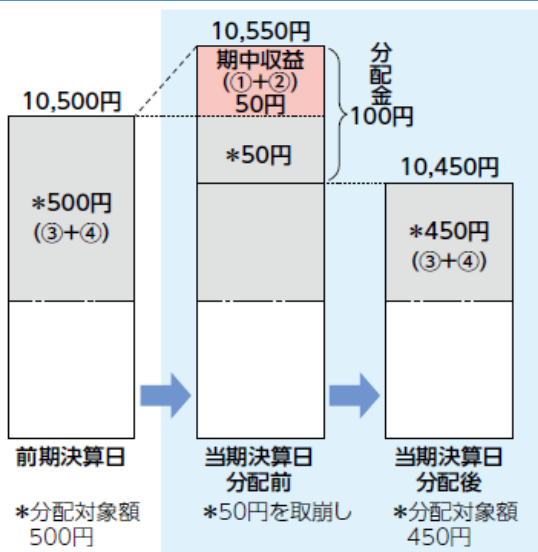 10,500円
*500円
(③+④)
前期決算日
*分配対象額
500円
10,550円
期中収益
(①+②)
50円
*50円
分配金
100円
当期決算日
分配前
*50円を取崩し
10,450円
*450円
(③+④)
当期決算日
分配後
*分配対象額
450円